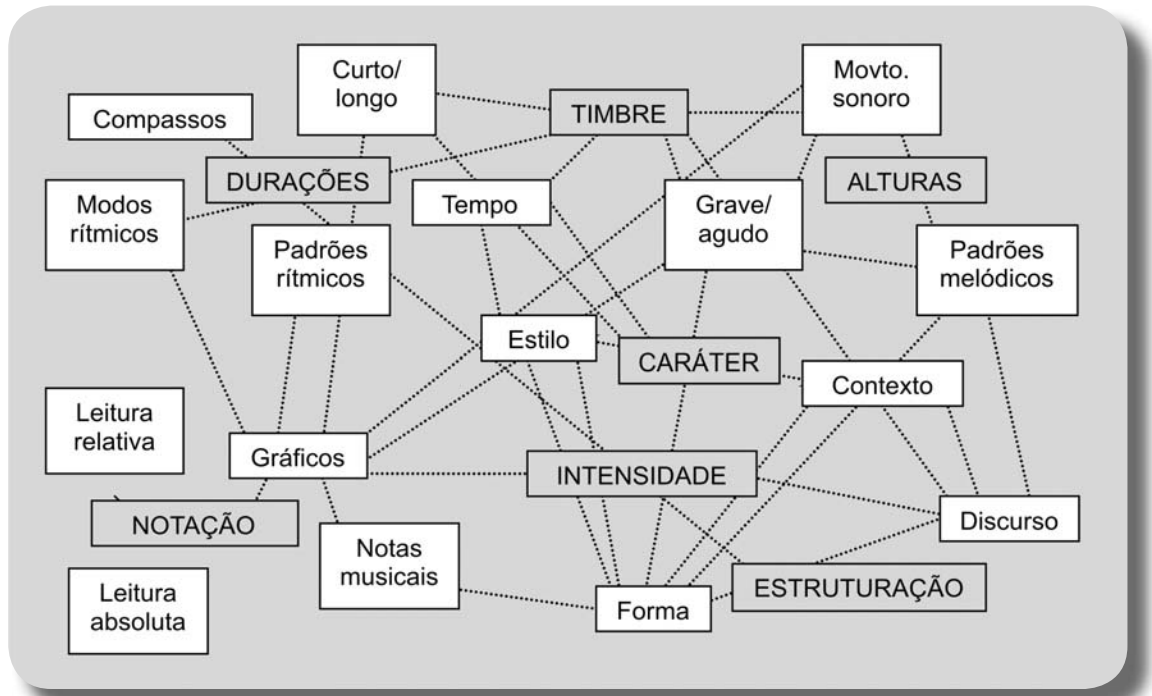 Curto/
longo
Movto.
sonoro
Compassos
TIMBRE
DURAÇÕES
ALTURAS
Modos
rítmicos
Tempo
Grave/
agudo
Padrões
rítmicos
Padrões
melódicos
Estilo
CARÁTER
Contexto
Leitura
relativa
Gráficos
INTENSIDADE
NOTAÇÃO
Discurso
Notas
musicais
ESTRUTURAÇÃO
Leitura
absoluta
Forma